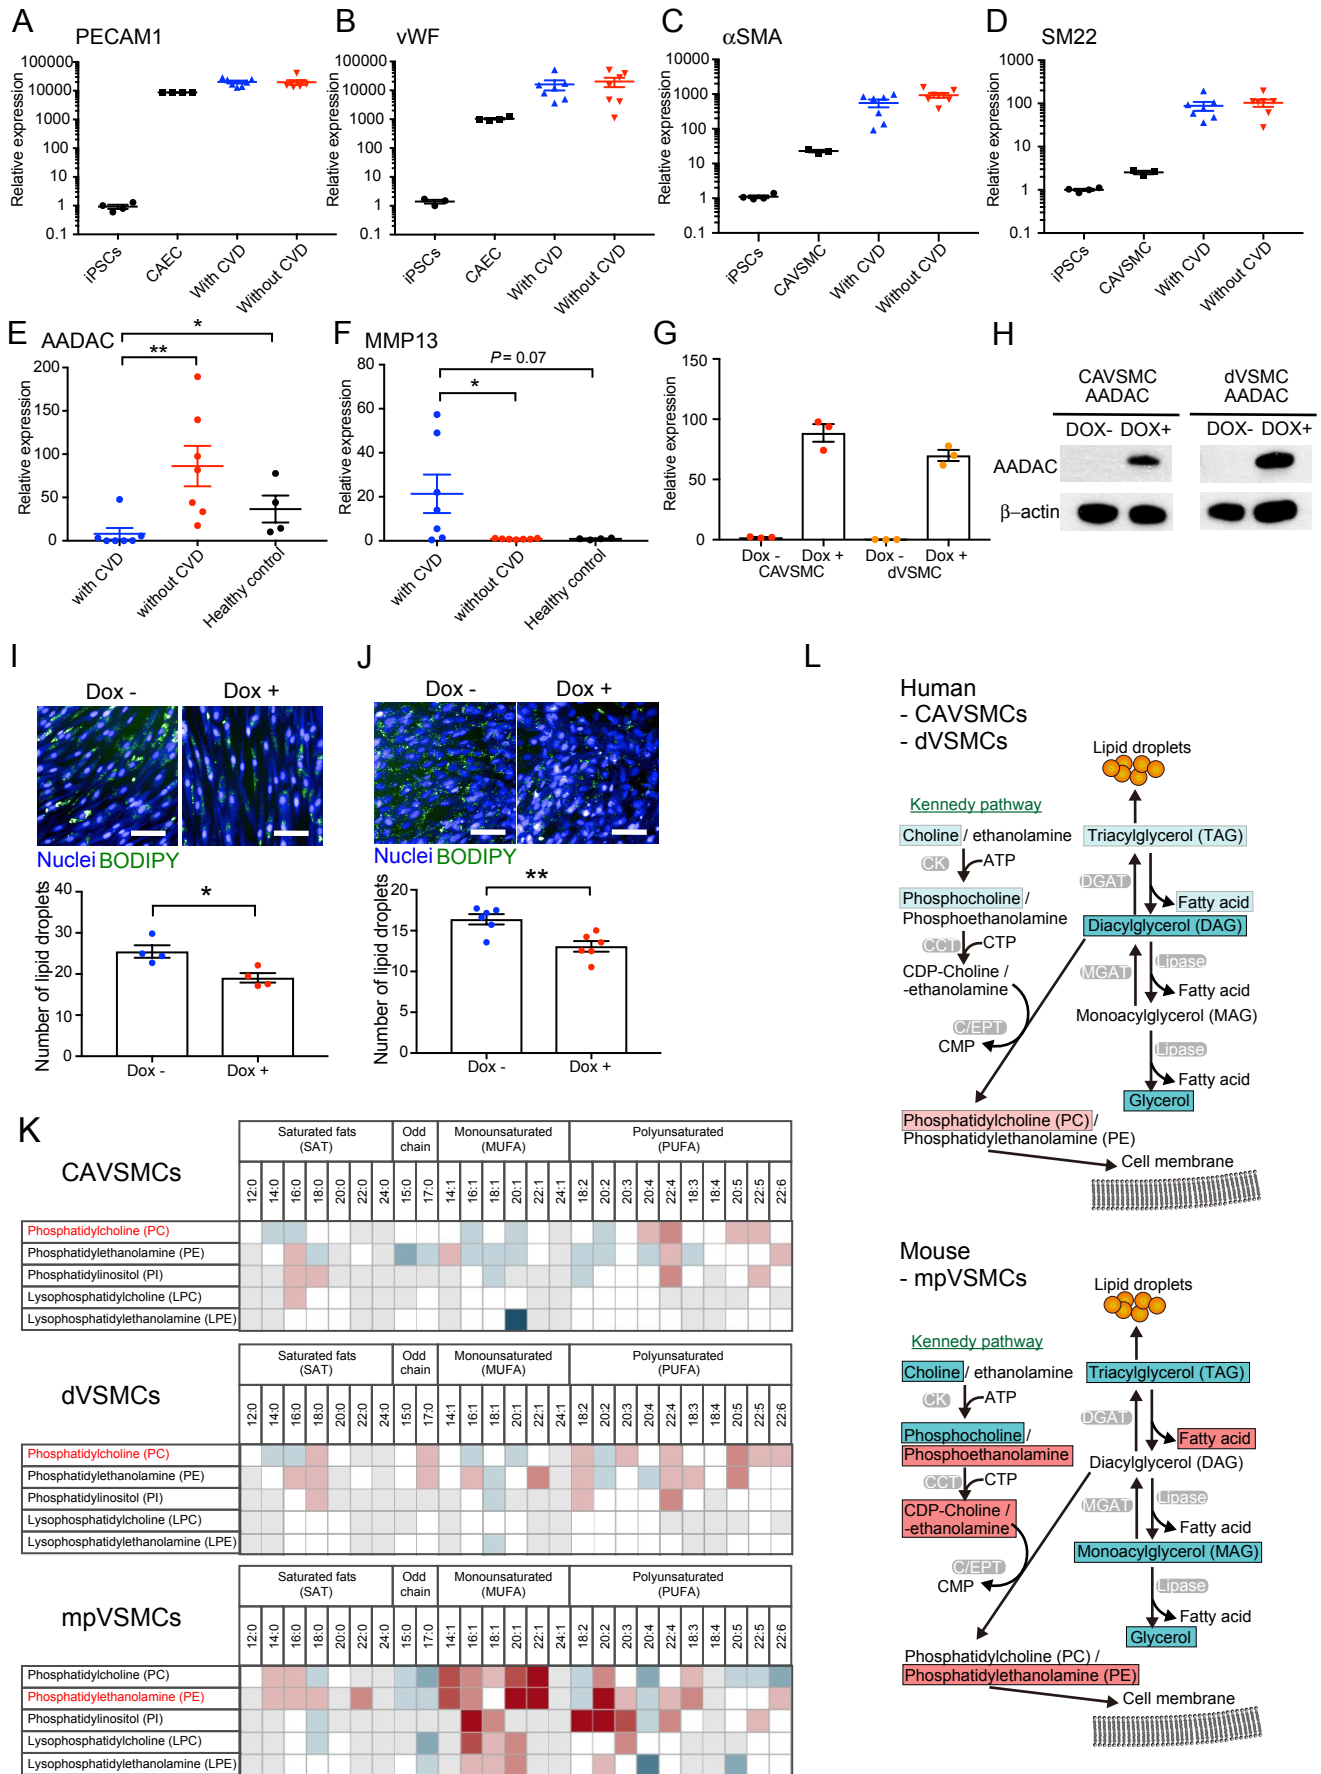 A
PECAM1
Relative expression
100000
10000
1000
100
10
1
0.1
iPSCs
CAEC
With CVD
Without CVD
B
vWF
Relative expression
100000
10000
1000
100
10
1
0.1
iPSCs
CAEC
With CVD
Without CVD
C
αSMA
Relative expression
10000
1000
100
10
1
0.1
iPSCs
CAVSMC
With CVD
Without CVD
D
SM22
Relative expression
1000
100
10
1
0.1
iPSCs
CAVSMC
With CVD
Without CVD
E
AADAC
*
**
Relative expression
200
150
100
50
0
with CVD
without CVD
Healthy control
F
MMP13
P = 0.07
*
Relative expression
80
60
40
20
0
with CVD
withtout CVD
Healthy control
G
Relative expression
150
100
50
0
Dox - Dox + Dox - Dox +
CAVSMC dVSMC
H
CAVSMC
AADAC
dVSMC
AADAC
DOX- DOX+ DOX- DOX+
AADAC
β–actin
I
Dox - Dox +
Nuclei BODIPY
*
Number of lipid droplets
40
30
20
10
0
Dox - Dox +
J
Dox - Dox +
Nuclei BODIPY
**
Number of lipid droplets
20
15
10
5
0
Dox - Dox +
K
CAVSMCs
Saturated fats (SAT)
Odd chain
Monounsaturated (MUFA)
Polyunsaturated (PUFA)
12:0 14:0 16:0 18:0 20:0 22:0 24:0 15:0 17:0 14:1 16:1 18:1 20:1 22:1 24:1 18:2 20:2 20:3 20:4 22:4 18:3 18:4 20:5 22:5 22:6
Phosphatidylcholine (PC)
Phosphatidylethanolamine (PE)
Phosphatidylinositol (PI)
Lysophosphatidylcholine (LPC)
Lysophosphatidylethanolamine (LPE)
dVSMCs
Saturated fats (SAT)
Odd chain
Monounsaturated (MUFA)
Polyunsaturated (PUFA)
12:0 14:0 16:0 18:0 20:0 22:0 24:0 15:0 17:0 14:1 16:1 18:1 20:1 22:1 24:1 18:2 20:2 20:3 20:4 22:4 18:3 18:4 20:5 22:5 22:6
Phosphatidylcholine (PC)
Phosphatidylethanolamine (PE)
Phosphatidylinositol (PI)
Lysophosphatidylcholine (LPC)
Lysophosphatidylethanolamine (LPE)
mpVSMCs
Saturated fats (SAT)
Odd chain
Monounsaturated (MUFA)
Polyunsaturated (PUFA)
12:0 14:0 16:0 18:0 20:0 22:0 24:0 15:0 17:0 14:1 16:1 18:1 20:1 22:1 24:1 18:2 20:2 20:3 20:4 22:4 18:3 18:4 20:5 22:5 22:6
Phosphatidylcholine (PC)
Phosphatidylethanolamine (PE)
Phosphatidylinositol (PI)
Lysophosphatidylcholine (LPC)
Lysophosphatidylethanolamine (LPE)
L
Human
- CAVSMCs
- dVSMCs
Lipid droplets
Kennedy pathway
Choline / ethanolamine
CK
ATP
Phosphocholine /
Phosphoethanolamine
CCT
CTP
CDP-Choline /
-ethanolamine
C/EPT
CMP
Triacylglycerol (TAG)
DGAT
Fatty acid
Diacylglycerol (DAG)
MGAT
Lipase
Fatty acid
Monoacylglycerol (MAG)
Lipase
Fatty acid
Glycerol
Phosphatidylcholine (PC) /
Phosphatidylethanolamine (PE)
Cell membrane
Mouse
- mpVSMCs
Lipid droplets
Kennedy pathway
Choline / ethanolamine
CK
ATP
Phosphocholine /
Phosphoethanolamine
CCT
CTP
CDP-Choline /
-ethanolamine
C/EPT
CMP
Triacylglycerol (TAG)
DGAT
Fatty acid
Diacylglycerol (DAG)
MGAT
Lipase
Fatty acid
Monoacylglycerol (MAG)
Lipase
Fatty acid
Glycerol
Phosphatidylcholine (PC) /
Phosphatidylethanolamine (PE)
Cell membrane